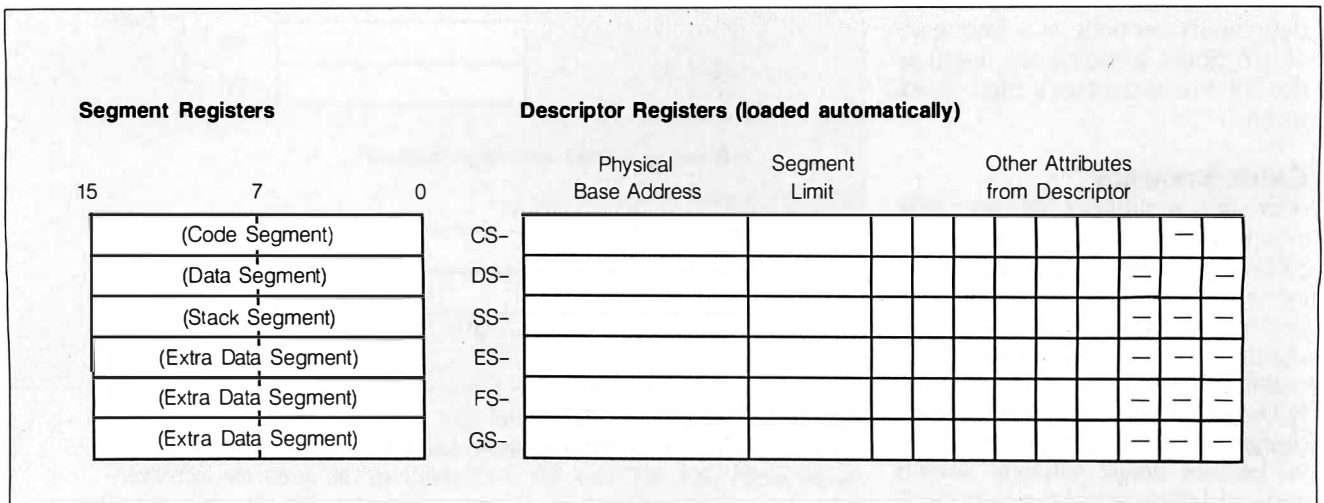 Segment Registers Descriptor Registers (loaded automatically)
Physical Segment Other Attributes
15 7 0 Base Address Limit from Descriptor
(Code Segment) CS– —
(Data Segment) DS– — —
(Stack Segment) SS– — — —
(Extra Data Segment) ES– — — —
(Extra Data Segment) FS– — — —
(Extra Data Segment) GS– — — —